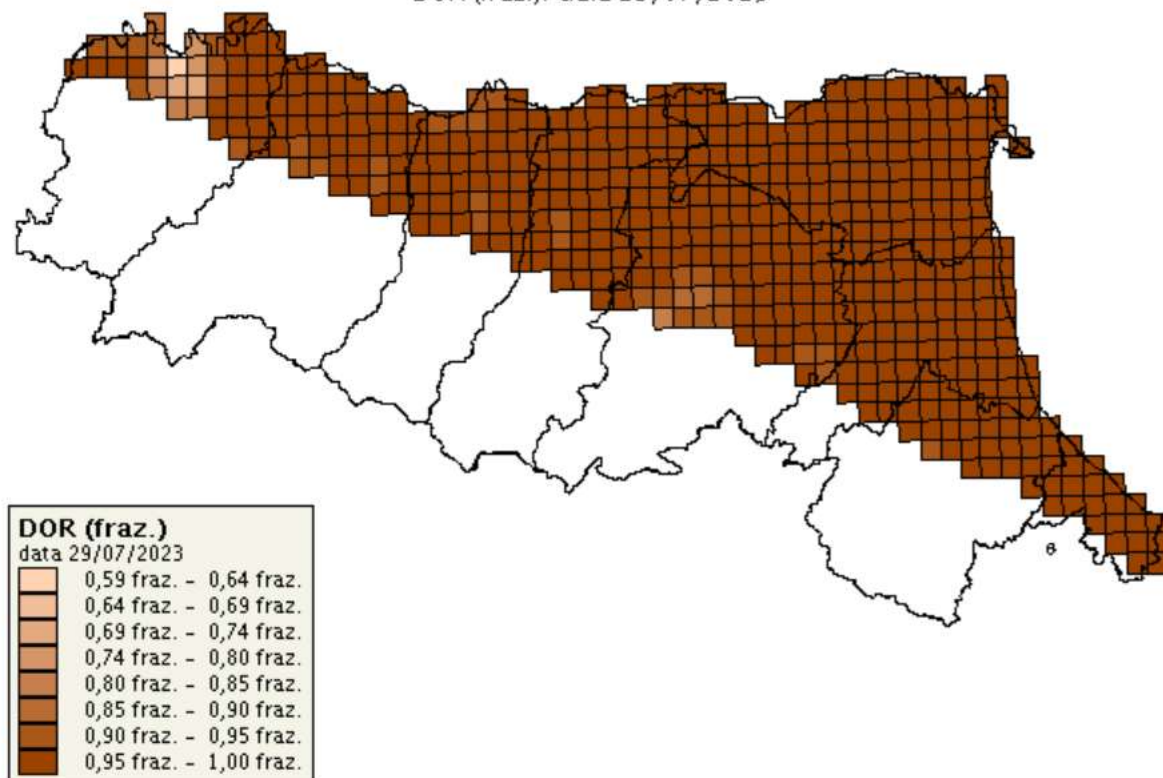 DOR (fraz.)
data 29/07/2023
0,59 fraz. - 0,64 fraz.
0,64 fraz. - 0,69 fraz.
0,69 fraz. - 0,74 fraz.
0,74 fraz. - 0,80 fraz.
0,80 fraz. - 0,85 fraz.
0,85 fraz. - 0,90 fraz.
0,90 fraz. - 0,95 fraz.
0,95 fraz. - 1,00 fraz.